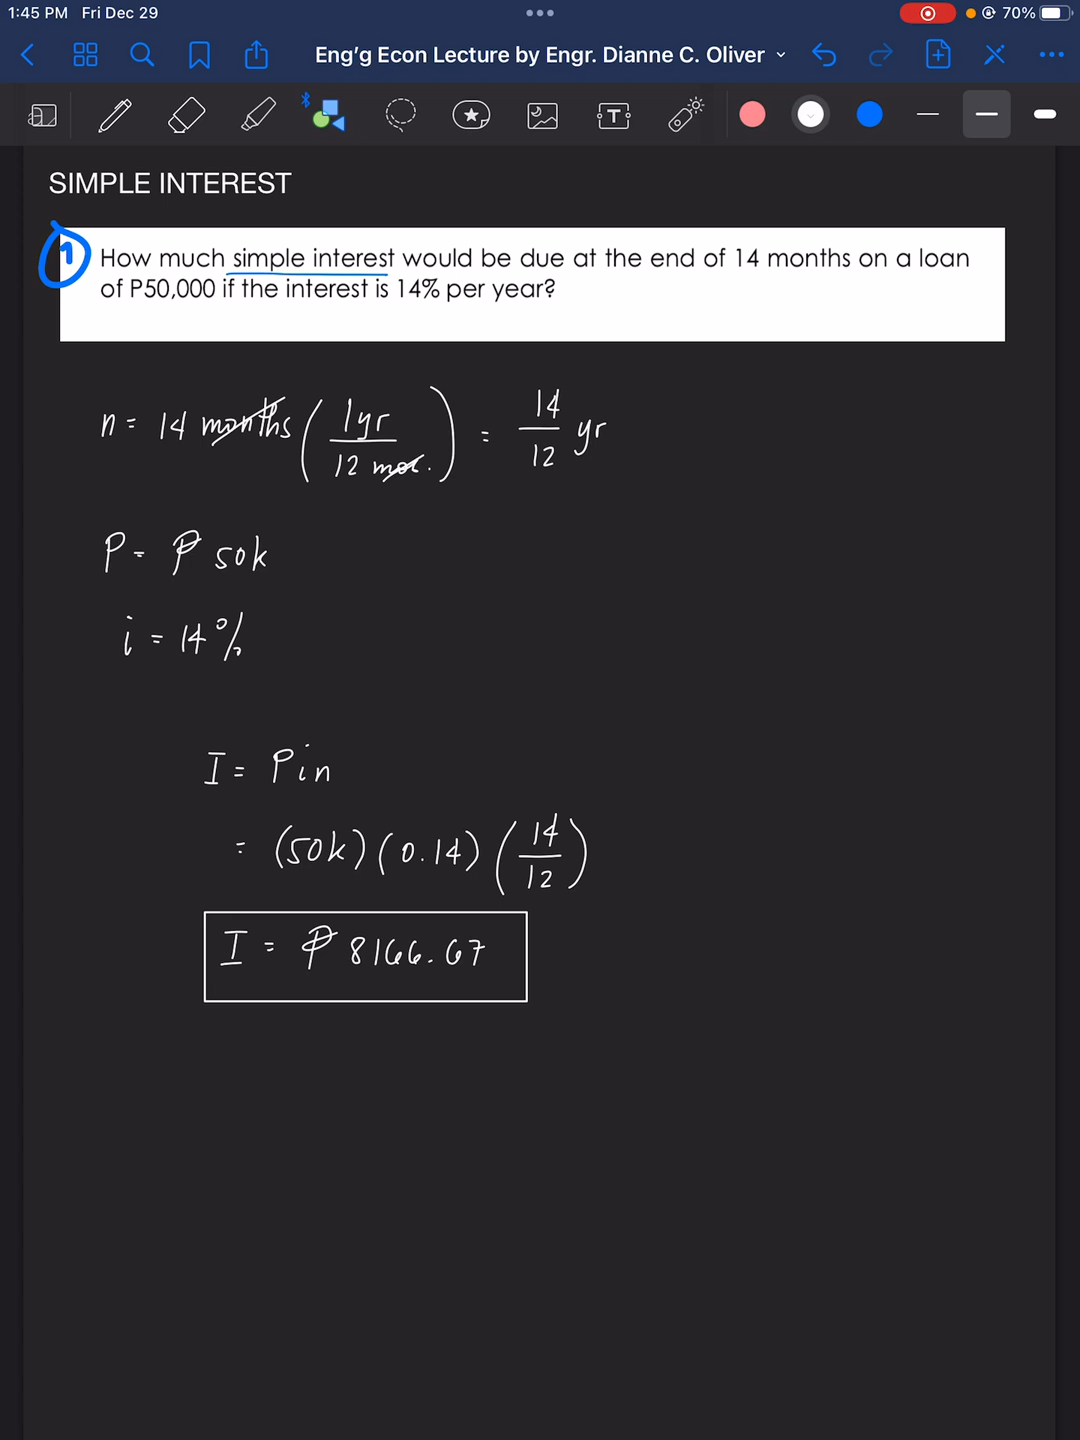 1:45 PM Fri Dec 29
70%
Eng’g Econ Lecture by Engr. Dianne C. Oliver
SIMPLE INTEREST
1 How much simple interest would be due at the end of 14 months on a loan
of P50,000 if the interest is 14% per year?
n = 14 months (1yr / 12 mos.) = 14/12 yr
P = ₱ 50k
i = 14%
I = Pin
= (50k)(0.14)(14/12)
I = ₱ 8166.67